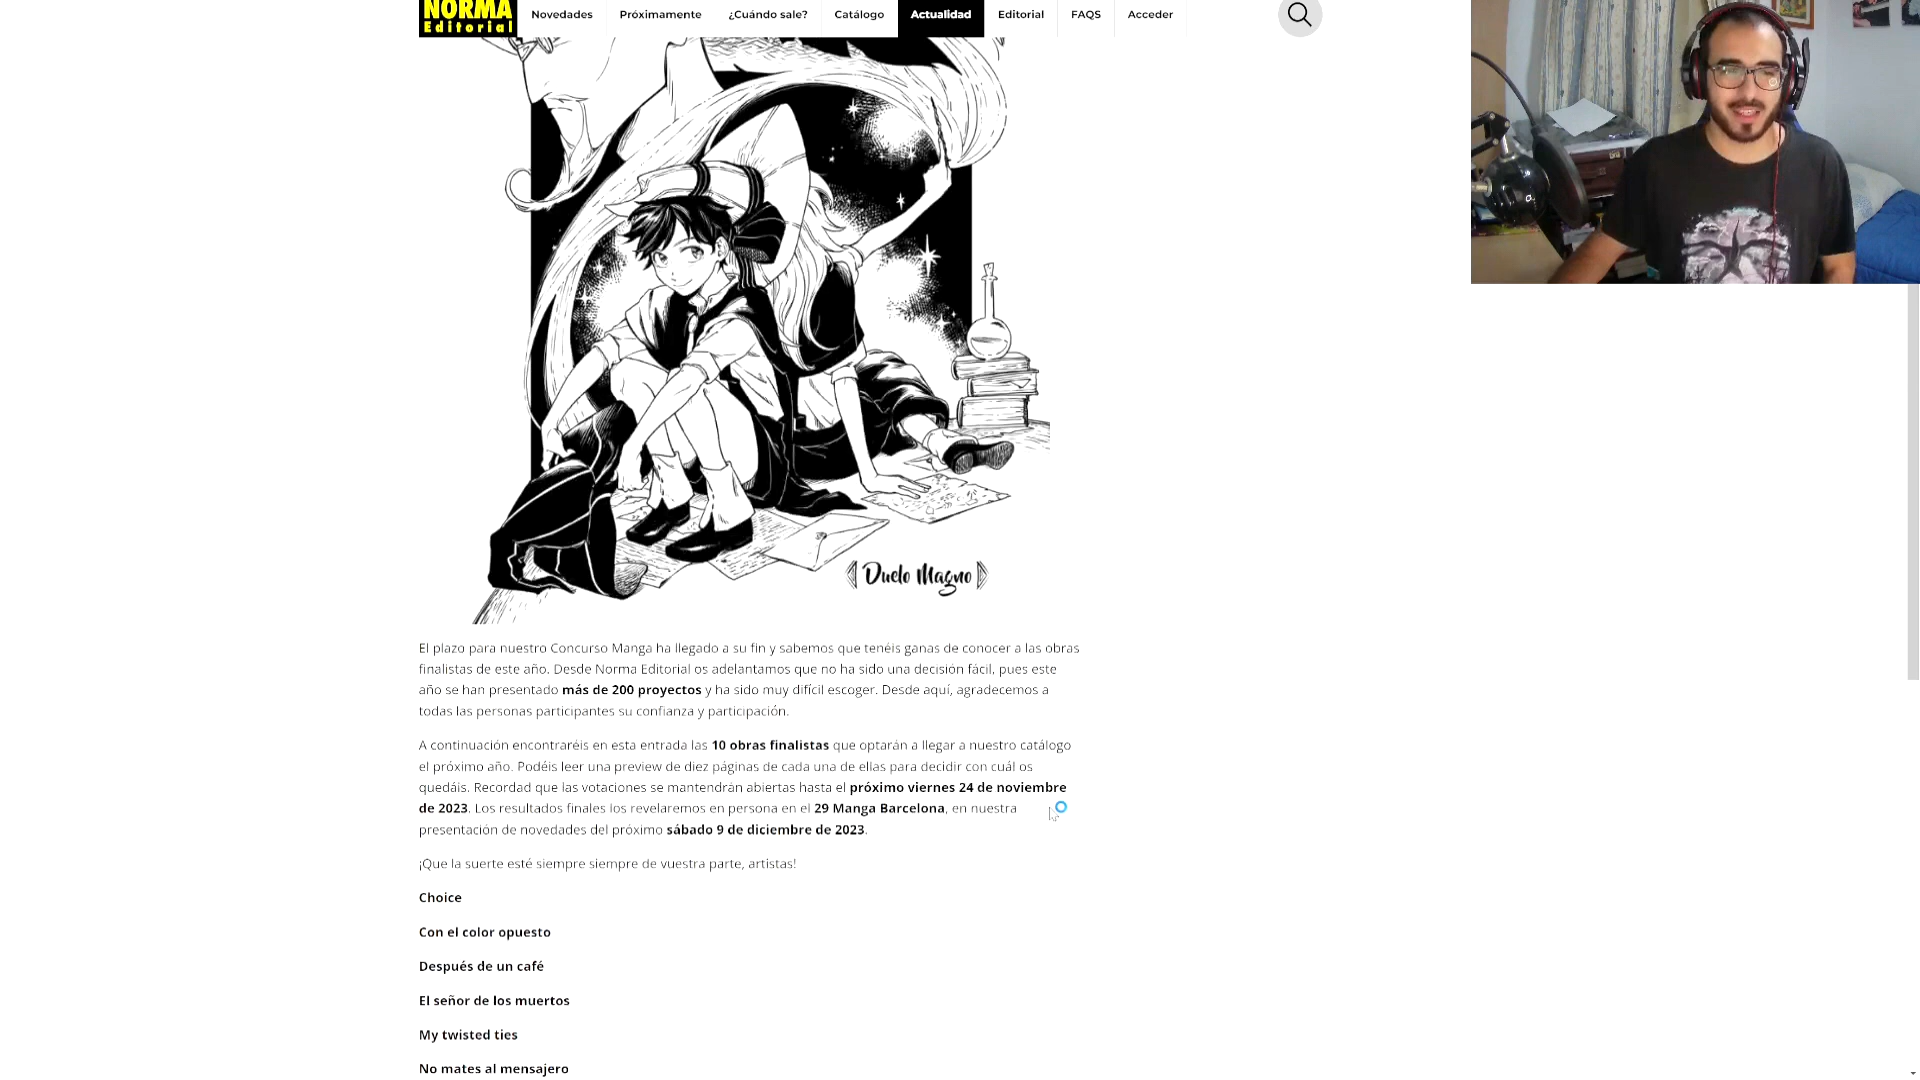 NORMA
Editorial
Novedades
Próximamente
¿Cuándo sale?
Catálogo
Actualidad
Editorial
FAQS
Acceder
Duelo Magno
El plazo para nuestro Concurso Manga ha llegado a su fin y sabemos que tenéis ganas de conocer a las obras
finalistas de este año. Desde Norma Editorial os adelantamos que no ha sido una decisión fácil, pues este
año se han presentado más de 200 proyectos y ha sido muy difícil escoger. Desde aquí, agradecemos a
todas las personas participantes su confianza y participación.
A continuación encontraréis en esta entrada las 10 obras finalistas que optarán a llegar a nuestro catálogo
el próximo año. Podéis leer una preview de diez páginas de cada una de ellas para decidir con cuál os
quedáis. Recordad que las votaciones se mantendrán abiertas hasta el próximo viernes 24 de noviembre
de 2023. Los resultados finales los revelaremos en persona en el 29 Manga Barcelona, en nuestra
presentación de novedades del próximo sábado 9 de diciembre de 2023.
¡Que la suerte esté siempre siempre de vuestra parte, artistas!
Choice
Con el color opuesto
Después de un café
El señor de los muertos
My twisted ties
No mates al mensajero